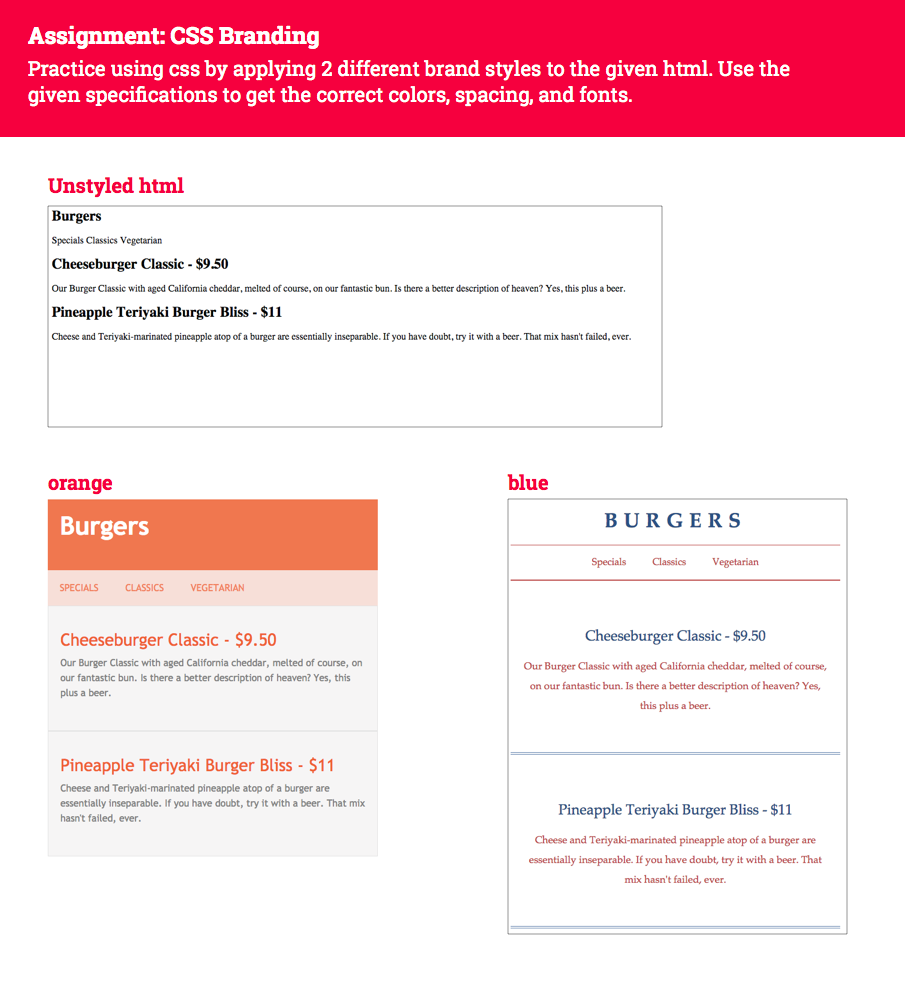 Assignment: CSS Branding
Practice using css by applying 2 different brand styles to the given html. Use the
given specifications to get the correct colors, spacing, and fonts.
Unstyled html
Burgers
Specials Classics Vegetarian
Cheeseburger Classic - $9.50
Our Burger Classic with aged California cheddar, melted of course, on our fantastic bun. Is there a better description of heaven? Yes, this plus a beer.
Pineapple Teriyaki Burger Bliss - $11
Cheese and Teriyaki-marinated pineapple atop of a burger are essentially inseparable. If you have doubt, try it with a beer. That mix hasn't failed, ever.
orange
Burgers
SPECIALS CLASSICS VEGETARIAN
Cheeseburger Classic - $9.50
Our Burger Classic with aged California cheddar, melted of course, on
our fantastic bun. Is there a better description of heaven? Yes, this
plus a beer.
Pineapple Teriyaki Burger Bliss - $11
Cheese and Teriyaki-marinated pineapple atop of a burger are
essentially inseparable. If you have doubt, try it with a beer. That mix
hasn't failed, ever.
blue
BURGERS
Specials Classics Vegetarian
Cheeseburger Classic - $9.50
Our Burger Classic with aged California cheddar, melted of course,
on our fantastic bun. Is there a better description of heaven? Yes,
this plus a beer.
Pineapple Teriyaki Burger Bliss - $11
Cheese and Teriyaki-marinated pineapple atop of a burger are
essentially inseparable. If you have doubt, try it with a beer. That
mix hasn't failed, ever.